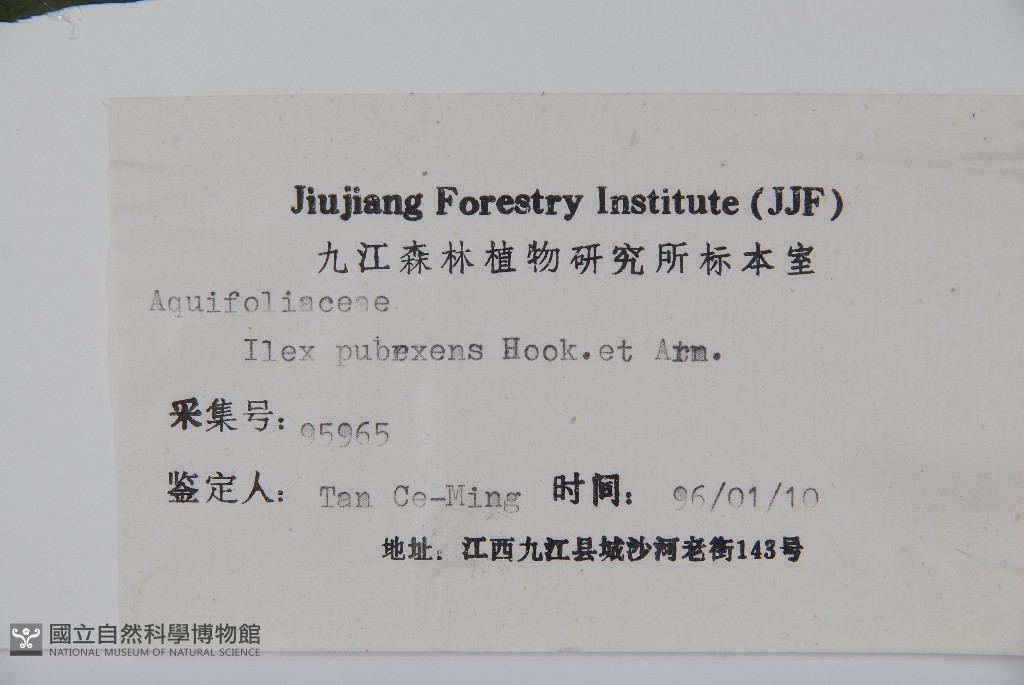 Jiujiang Forestry Institute (JJF)
九江森林植物研究所标本室
Aquifoliaceae
Ilex pubexens Hook.et Arn.
采集号: 95965
鉴定人: Tan Ce-Ming 时间: 96/01/10
地址: 江西九江县城沙河老街143号
國立自然科學博物館
NATIONAL MUSEUM OF NATURAL SCIENCE